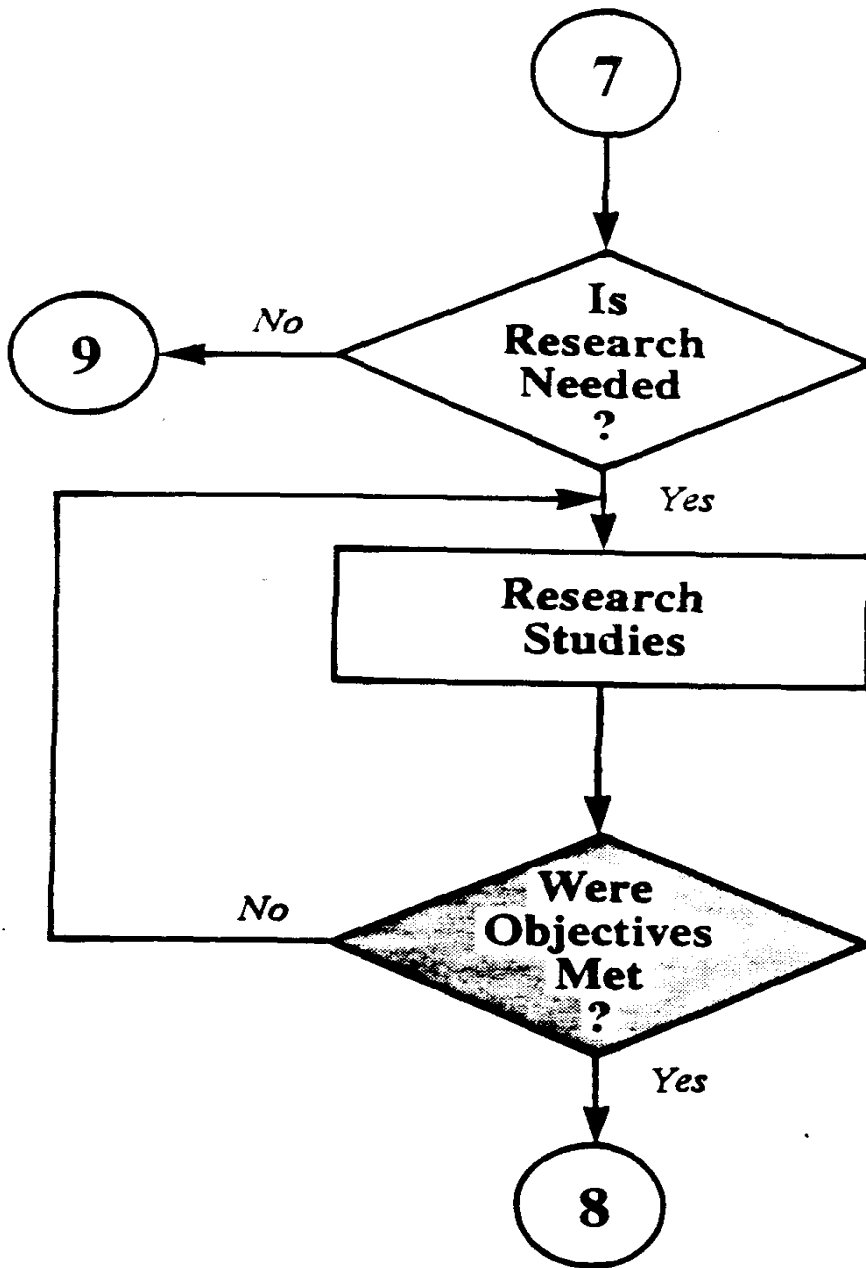 7
Is
Research
Needed
?
No
9
Yes
Research
Studies
Were
Objectives
Met
?
No
Yes
8